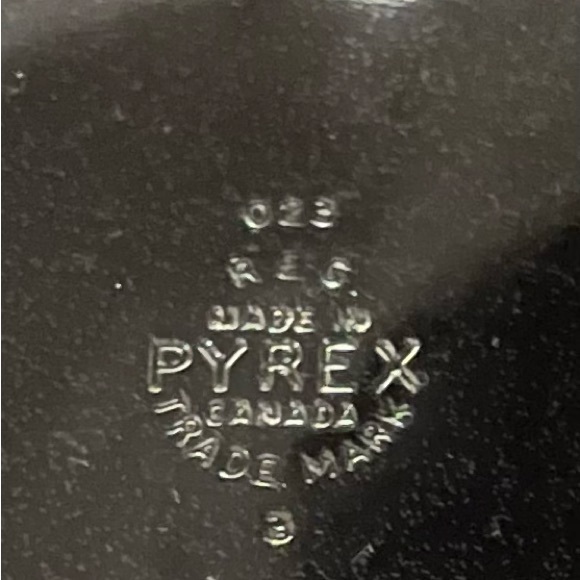 023
REG.
MADE IN
PYREX
CANADA
TRADE MARK
3